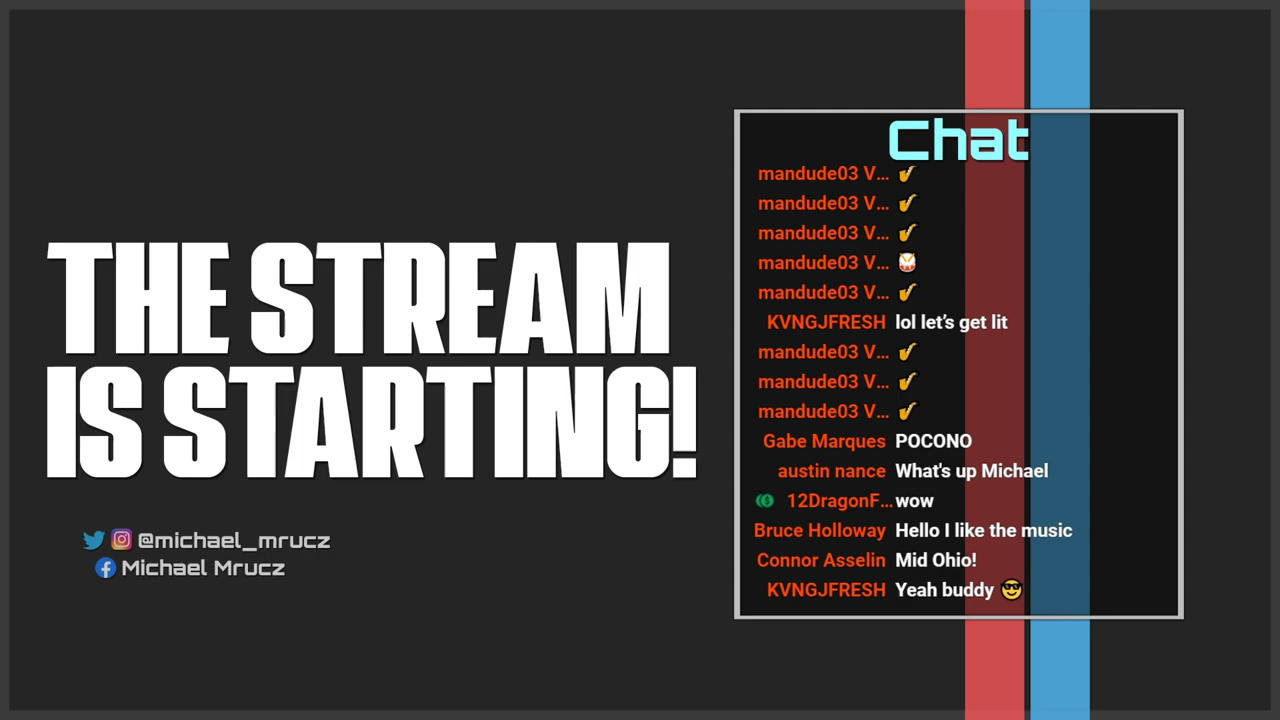 THE STREAM
IS STARTING!
@michael_mrucz
Michael Mrucz
Chat
mandude03 V... 🎷
mandude03 V... 🎷
mandude03 V... 🎷
mandude03 V... 🥁
mandude03 V... 🎷
KVNGJFRESH lol let’s get lit
mandude03 V... 🎷
mandude03 V... 🎷
mandude03 V... 🎷
Gabe Marques POCONO
austin nance What's up Michael
12DragonF... wow
Bruce Holloway Hello I like the music
Connor Asselin Mid Ohio!
KVNGJFRESH Yeah buddy 😎